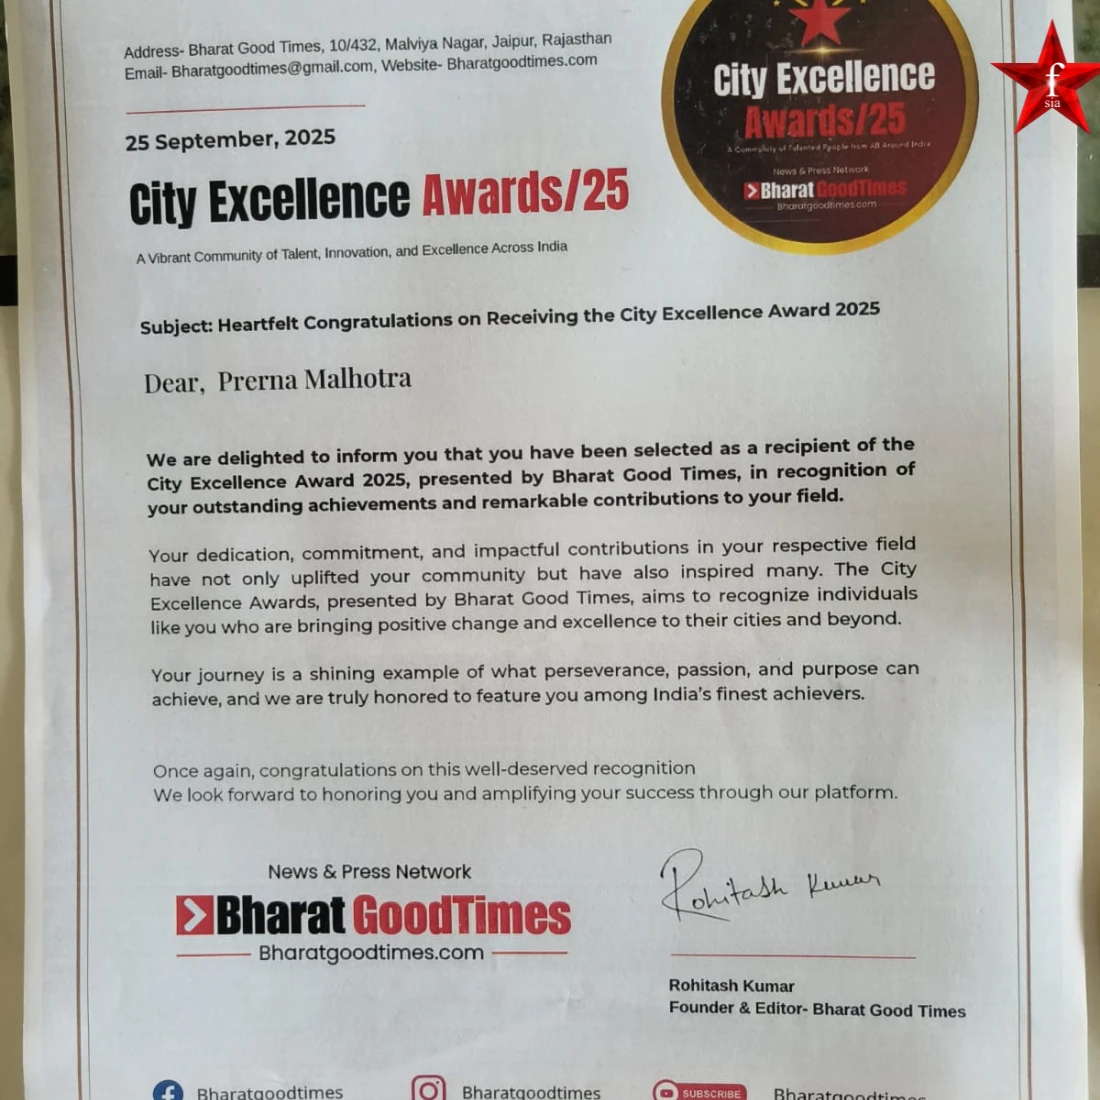 Address- Bharat Good Times, 10/432, Malviya Nagar, Jaipur, Rajasthan
Email- Bharatgoodtimes@gmail.com, Website- Bharatgoodtimes.com
City Excellence
Awards/25
A Community of Talented People from All Around India
News & Press Network
Bharat GoodTimes
Bharatgoodtimes.com
f
sia
25 September, 2025
City Excellence Awards/25
A Vibrant Community of Talent, Innovation, and Excellence Across India
Subject: Heartfelt Congratulations on Receiving the City Excellence Award 2025
Dear, Prerna Malhotra
We are delighted to inform you that you have been selected as a recipient of the
City Excellence Award 2025, presented by Bharat Good Times, in recognition of
your outstanding achievements and remarkable contributions to your field.
Your dedication, commitment, and impactful contributions in your respective field
have not only uplifted your community but have also inspired many. The City
Excellence Awards, presented by Bharat Good Times, aims to recognize individuals
like you who are bringing positive change and excellence to their cities and beyond.
Your journey is a shining example of what perseverance, passion, and purpose can
achieve, and we are truly honored to feature you among India's finest achievers.
Once again, congratulations on this well-deserved recognition
We look forward to honoring you and amplifying your success through our platform.
News & Press Network
Bharat GoodTimes
Bharatgoodtimes.com
Rohitash Kumar
Rohitash Kumar
Founder & Editor- Bharat Good Times
Bharatgoodtimes
Bharatgoodtimes
SUBSCRIBE
Bharatgoodtimes